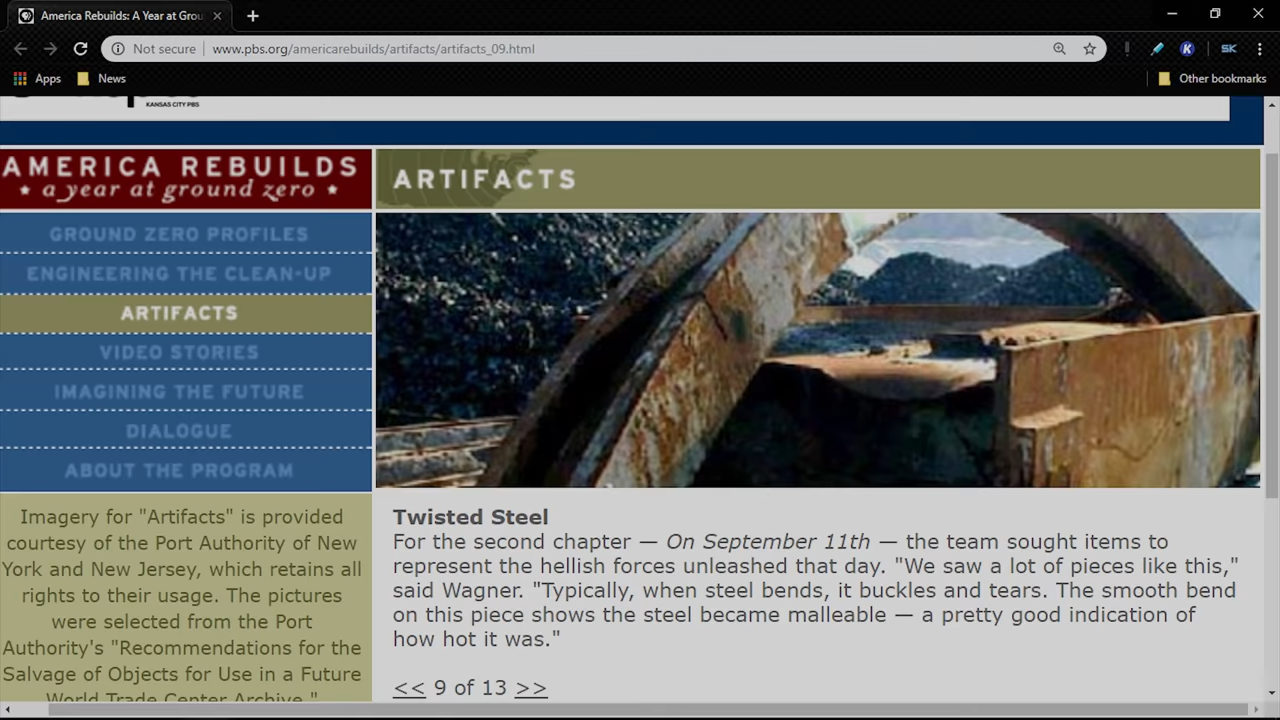 America Rebuilds: A Year at Grou
Not secure
www.pbs.org/americarebuilds/artifacts/artifacts_09.html
K
SK
Apps
News
Other bookmarks
KANSAS CITY PBS
AMERICA REBUILDS
a year at ground zero
GROUND ZERO PROFILES
ENGINEERING THE CLEAN-UP
ARTIFACTS
VIDEO STORIES
IMAGINING THE FUTURE
DIALOGUE
ABOUT THE PROGRAM
Imagery for "Artifacts" is provided
courtesy of the Port Authority of New
York and New Jersey, which retains all
rights to their usage. The pictures
were selected from the Port
Authority's "Recommendations for the
Salvage of Objects for Use in a Future
World Trade Center Archive."
ARTIFACTS
Twisted Steel
For the second chapter — On September 11th — the team sought items to
represent the hellish forces unleashed that day. "We saw a lot of pieces like this,"
said Wagner. "Typically, when steel bends, it buckles and tears. The smooth bend
on this piece shows the steel became malleable — a pretty good indication of
how hot it was."
<< 9 of 13 >>